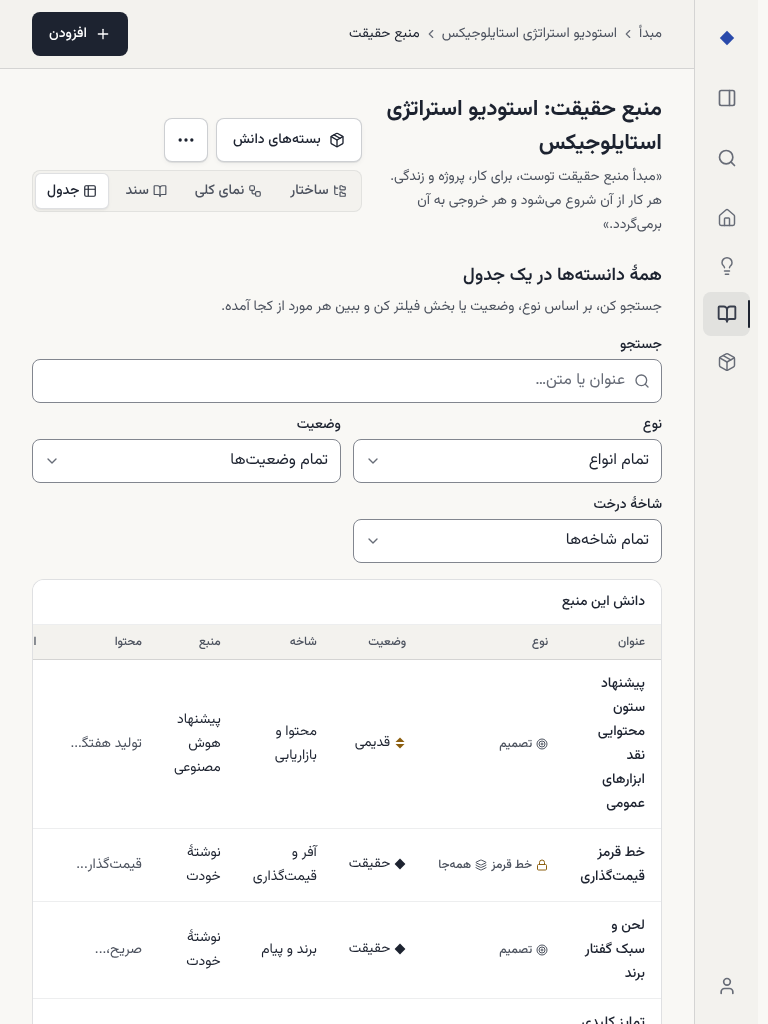 مبدأ › استودیو استراتژی استایلوجیکس › منبع حقیقت
افزودن
منبع حقیقت: استودیو استراتژی
استایلوجیکس
«مبدأ منبع حقیقت توست، برای کار، پروژه و زندگی.
هر کار از آن شروع می‌شود و هر خروجی به آن
برمی‌گردد.»
بسته‌های دانش
ساختار
نمای کلی
سند
جدول
همهٔ دانسته‌ها در یک جدول
جستجو کن، بر اساس نوع، وضعیت یا بخش فیلتر کن و ببین هر مورد از کجا آمده.
جستجو
عنوان یا متن...
نوع
وضعیت
تمام انواع
تمام وضعیت‌ها
شاخهٔ درخت
تمام شاخه‌ها
دانش این منبع
عنوان نوع وضعیت شاخه منبع محتوا
پیشنهاد
ستون
محتوایی
نقد
ابزارهای
عمومی
تصمیم
قدیمی
محتوا و
بازاریابی
پیشنهاد
هوش
مصنوعی
تولید هفتگ...
خط قرمز
قیمت‌گذاری
خط قرمز
همه‌جا
حقیقت
آفر و
قیمت‌گذاری
نوشتهٔ
خودت
قیمت‌گذار...
لحن و
سبک گفتار
برند
تصمیم
حقیقت
برند و پیام
نوشتهٔ
خودت
صریح،...
تمایز کلیدی